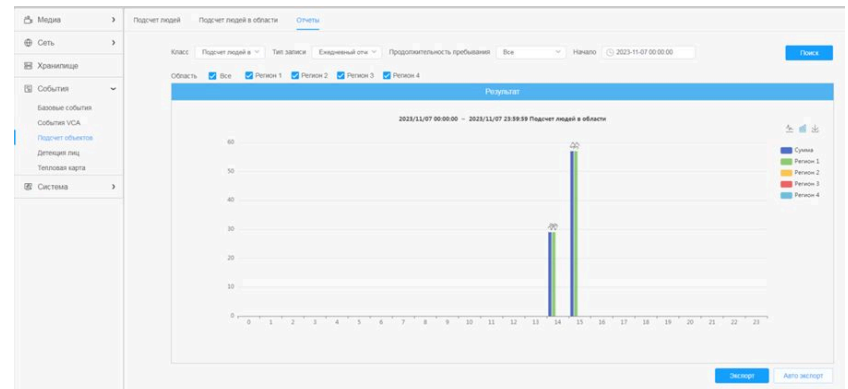 Медиа
Сеть
Хранилище
События
Базовые события
События VCA
Подсчет объектов
Детекция лиц
Тепловая карта
Система
Подсчет людей Подсчет людей в области Отчеты
Класс Подсчет людей в Тип записи Ежедневный отче Продолжительность пребывания Все Начало 2023-11-07 00:00:00 Поиск
Область Все Регион 1 Регион 2 Регион 3 Регион 4
Результат
2023/11/07 00:00:00 ~ 2023/11/07 23:59:59 Подсчет людей в области
Сумма
Регион 1
Регион 2
Регион 3
Регион 4
60
50
40
30
20
10
0
0 1 2 3 4 5 6 7 8 9 10 11 12 13 14 15 16 17 18 19 20 21 22 23
Экспорт Авто экспорт